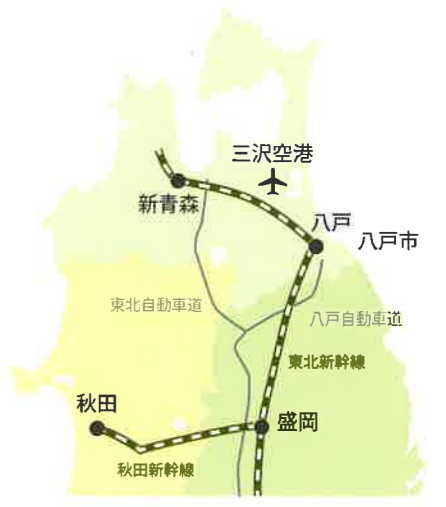 三沢空港
新青森
八戸
八戸市
東北自動車道
八戸自動車道
東北新幹線
秋田
盛岡
秋田新幹線